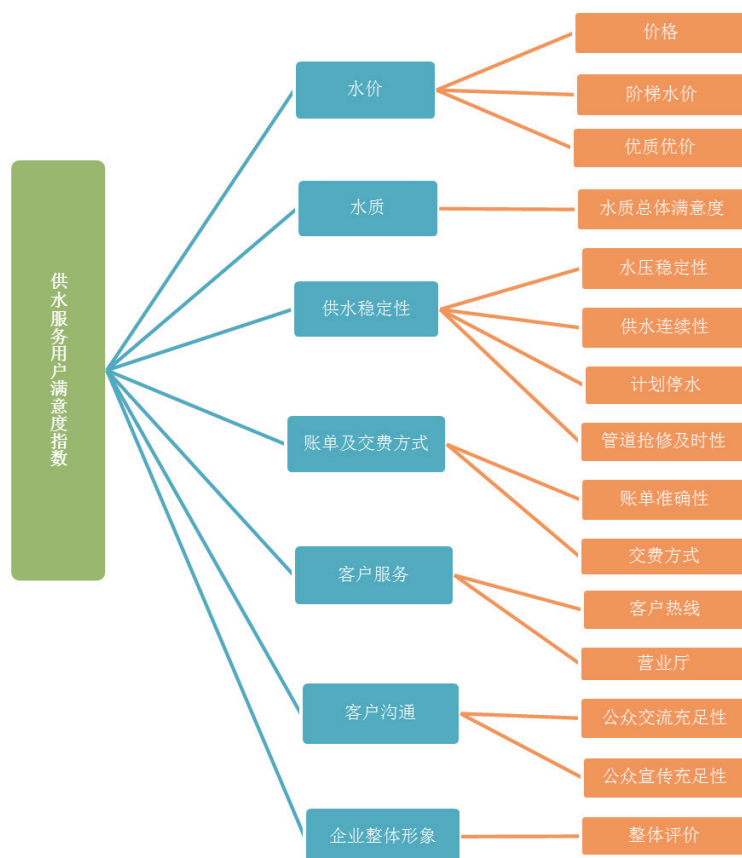 供水服务用户满意度指数
水价
价格
阶梯水价
优质优价
水质
水质总体满意度
供水稳定性
水压稳定性
供水连续性
计划停水
管道抢修及时性
账单及交费方式
账单准确性
交费方式
客户服务
客户热线
营业厅
客户沟通
公众交流充足性
公众宣传充足性
企业整体形象
整体评价